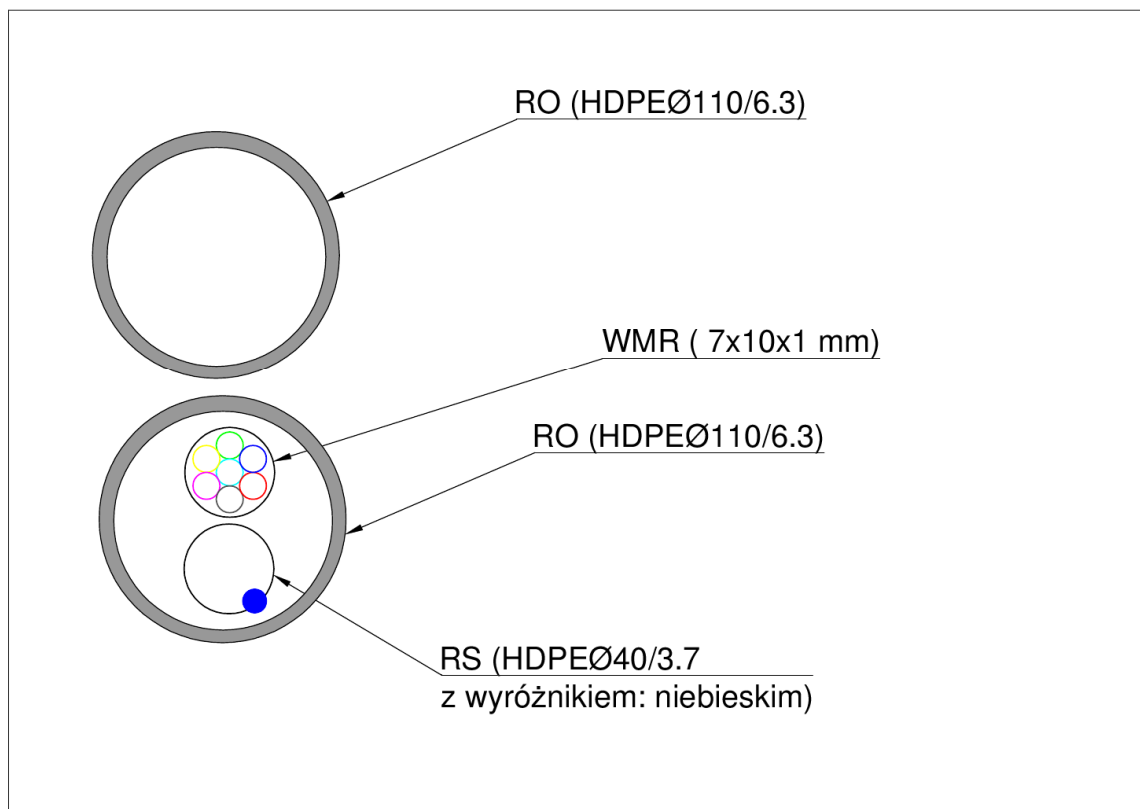 RO (HDPEØ110/6.3)
WMR ( 7x10x1 mm)
RO (HDPEØ110/6.3)
RS (HDPEØ40/3.7
z wyróżnikiem: niebieskim)